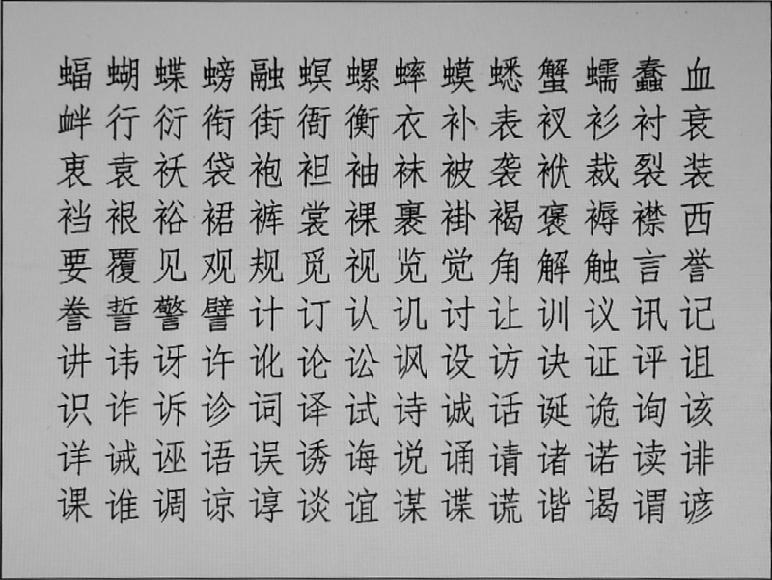 蝠蝴蝶螃融螟螺蟀蟆蟋蟹蠕蠢血
衅行衍衔街衙衡衣补表衩衫衬衰
衷袁袄袋袍袒袖袜被袭袱裁裂装
裆裉裕裙裤裳裸裹褂褐褒褥襟西
要覆见观规觅视览觉角解触言誉
誊誓警譬计订认讥讨让训议讯记
讲讳讶许讹论讼讽设访诀证评诅
识诈诉诊词译试诗诚话诞诡询该
详诫诬语误诱诲说诵请诸诺读诽
课谁调谅谆谈谊谋谍谎谐谒谓谚